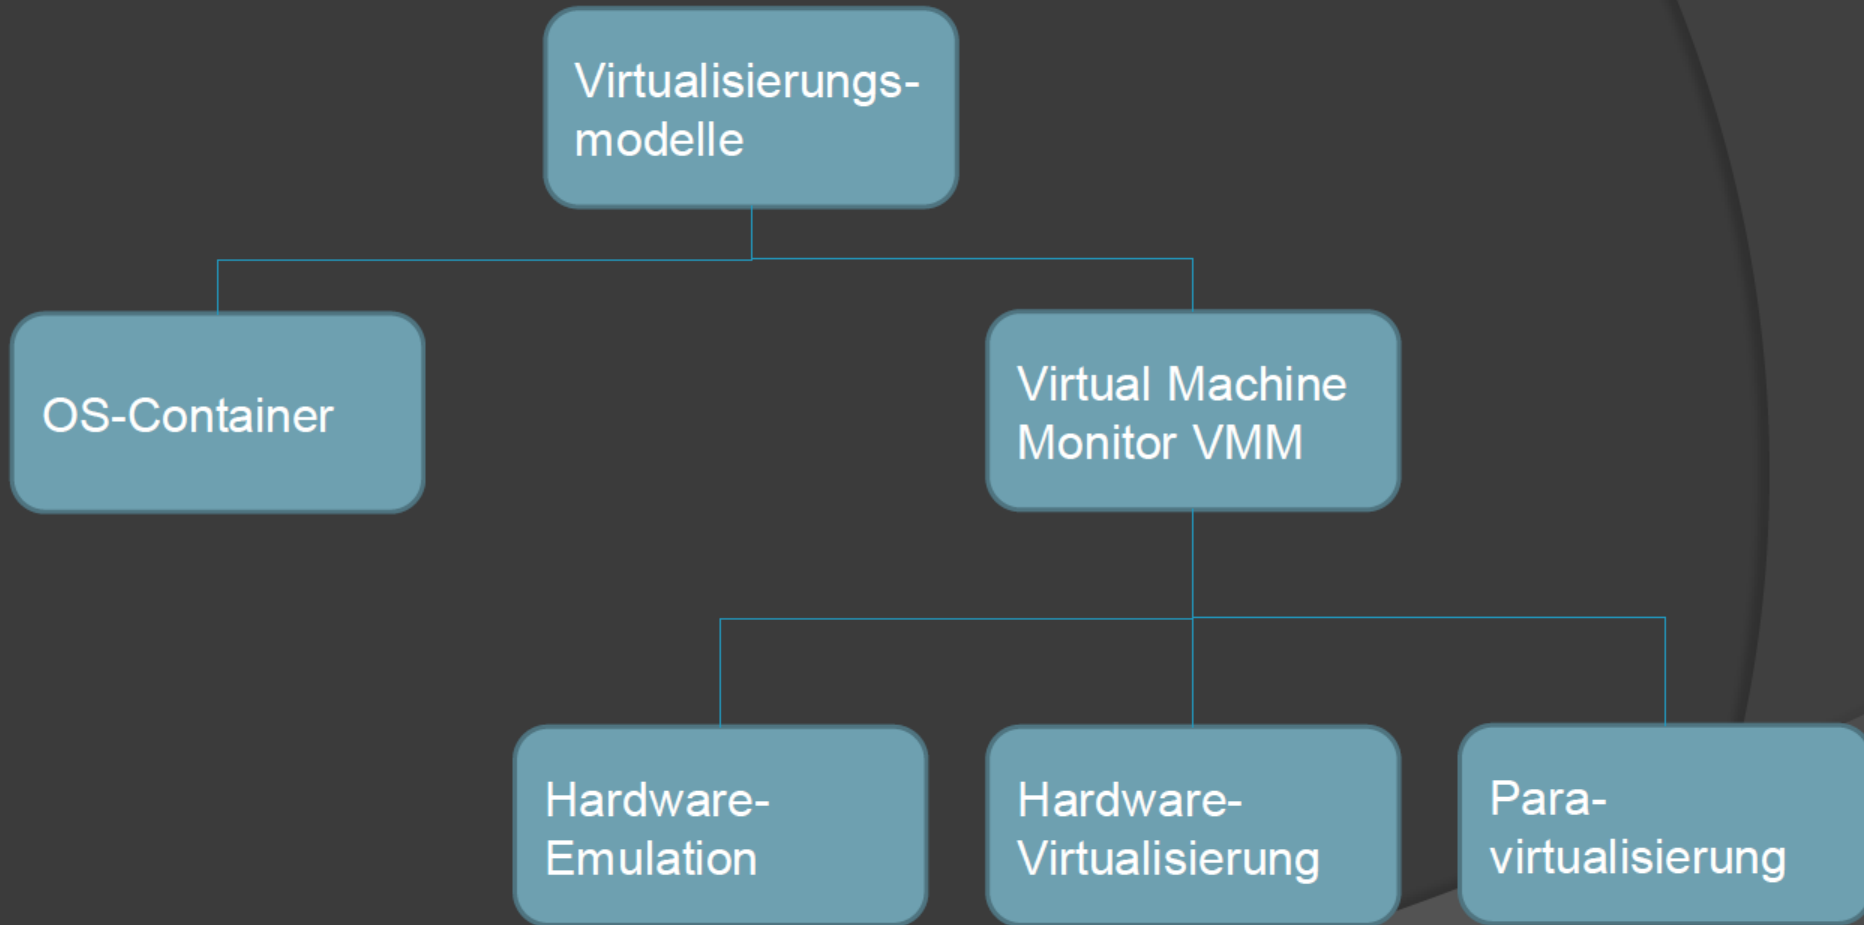 Virtualisierungs-
modelle
OS-Container
Virtual Machine
Monitor VMM
Hardware-
Emulation
Hardware-
Virtualisierung
Para-
virtualisierung